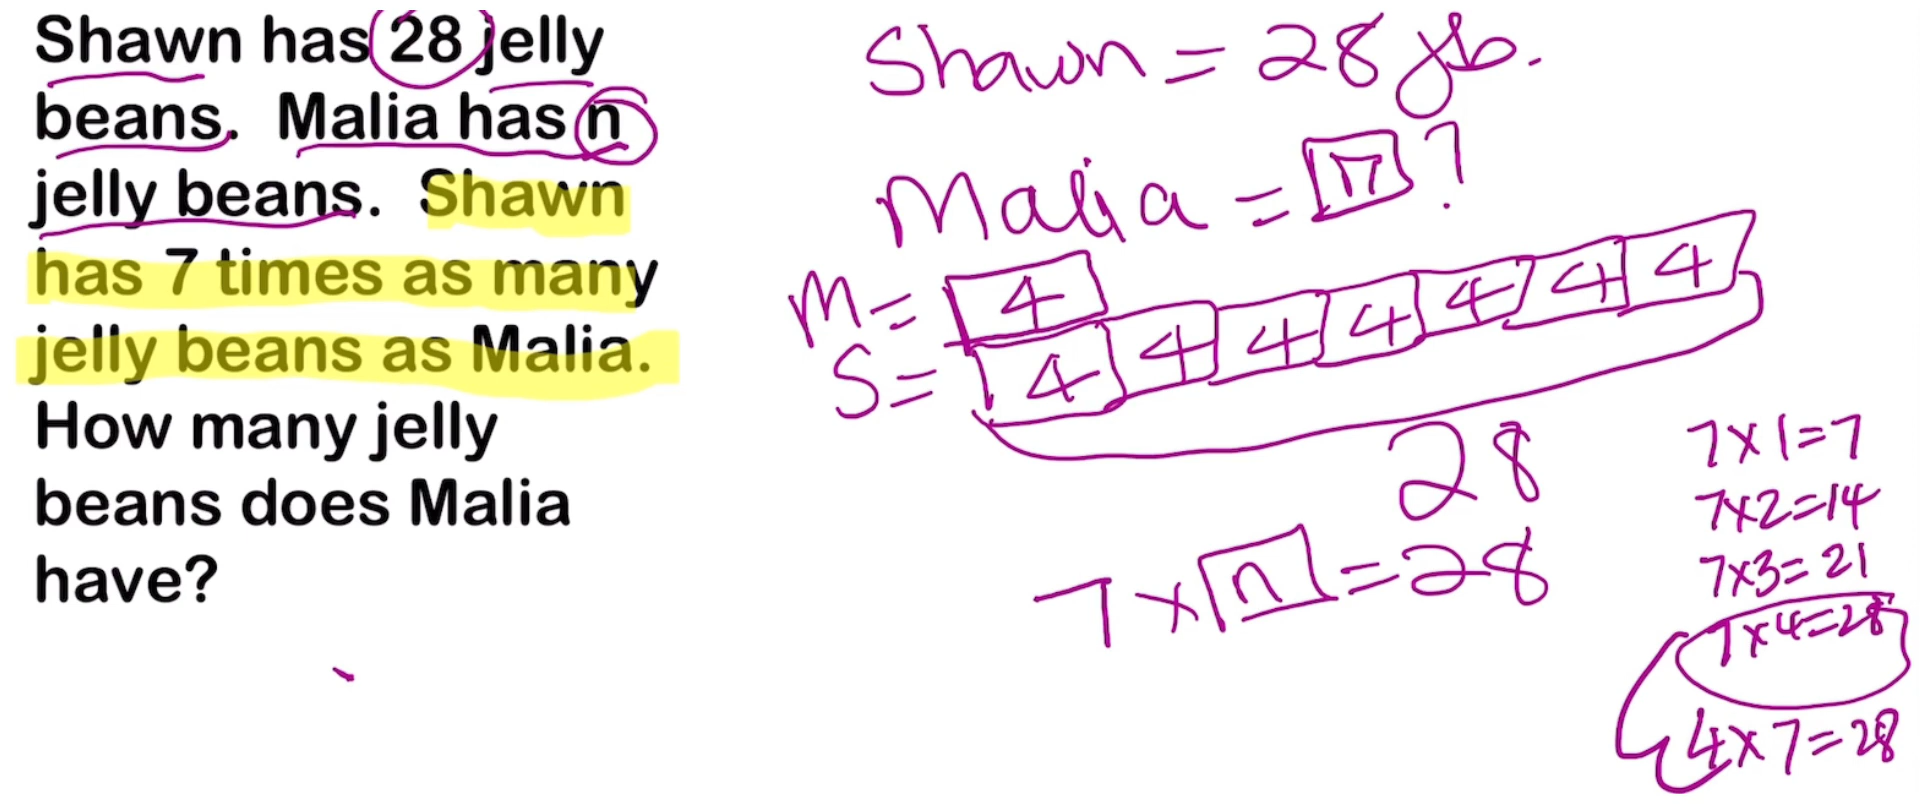 Shawn has 28 jelly
beans. Malia has n
jelly beans. Shawn
has 7 times as many
jelly beans as Malia.
How many jelly
beans does Malia
have?
Shawn = 28 jb.
Malia = n ?
M = 4
S = 4 4 4 4 4 4 4
28
7 x n = 28
7x1=7
7x2=14
7x3=21
7x4=28
4x7=28